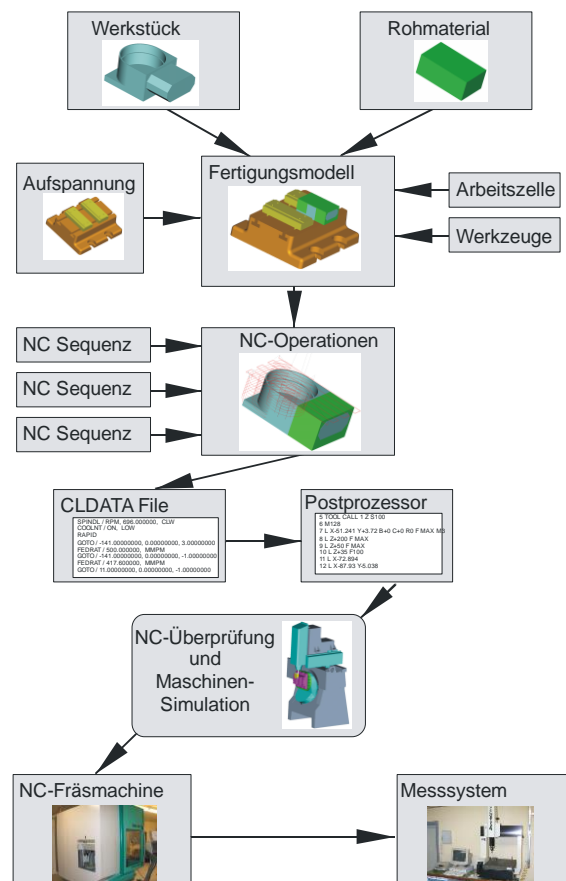 Werkstück
Rohmaterial
Aufspannung
Fertigungsmodell
Arbeitszelle
Werkzeuge
NC Sequenz
NC Sequenz
NC Sequenz
NC-Operationen
CLDATA File
SPINDL / RPM, 696.000000, CLW
COOLNT / ON, LOW
RAPID
GOTO / -141.00000000, 0.00000000, 3.00000000
FEDRAT / 500.000000, MMPM
GOTO / -141.00000000, 0.00000000, -1.00000000
FEDRAT / 417.600000, MMPM
GOTO / 11.00000000, 0.00000000, -1.00000000
Postprozessor
5 TOOL CALL 1 Z S100
6 M128
7 L X-51.241 Y+3.72 B+0 C+0 R0 F MAX
8 L Z+200 F MAX
9 L Z+50 F MAX
10 L Z+35 F100
11 L X-72.894
12 L X-87.93 Y-5.038
NC-Überprüfung
und
Maschinen-
Simulation
NC-Fräsmachine
Messsystem